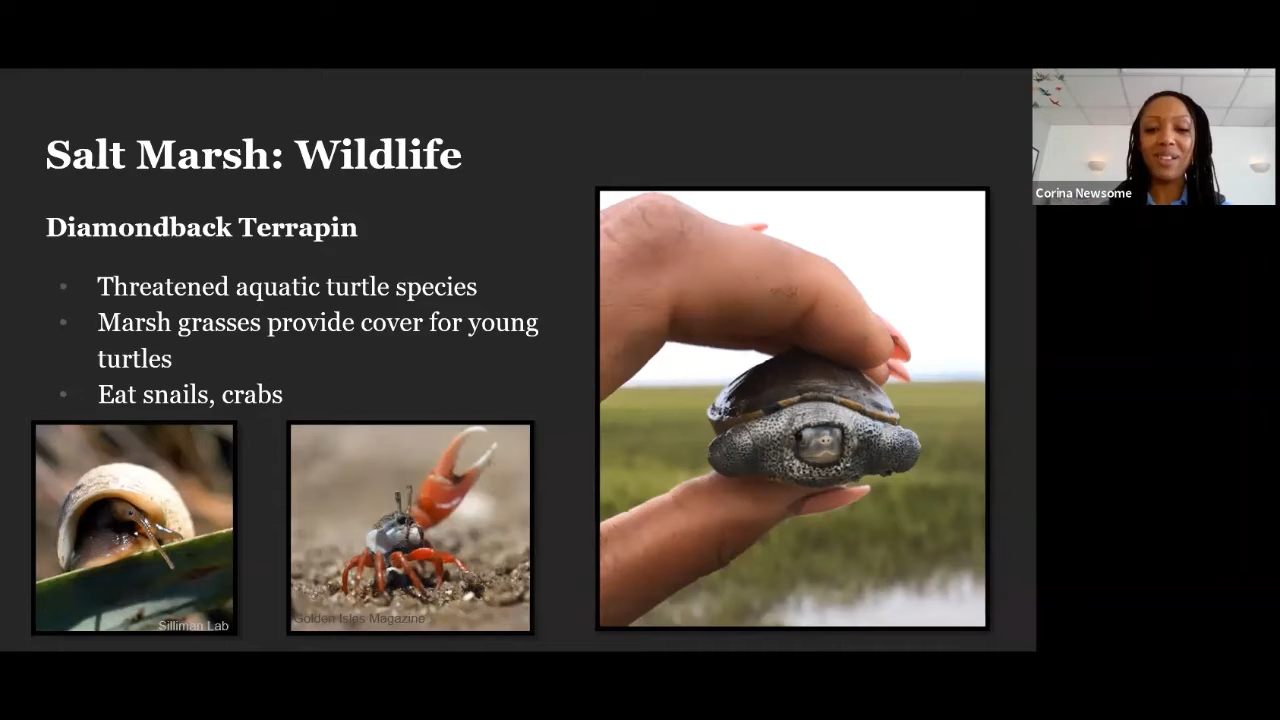 Salt Marsh: Wildlife
Corina Newsome
Diamondback Terrapin
Threatened aquatic turtle species
Marsh grasses provide cover for young
turtles
Eat snails, crabs
Silliman Lab
Golden Isles Magazine